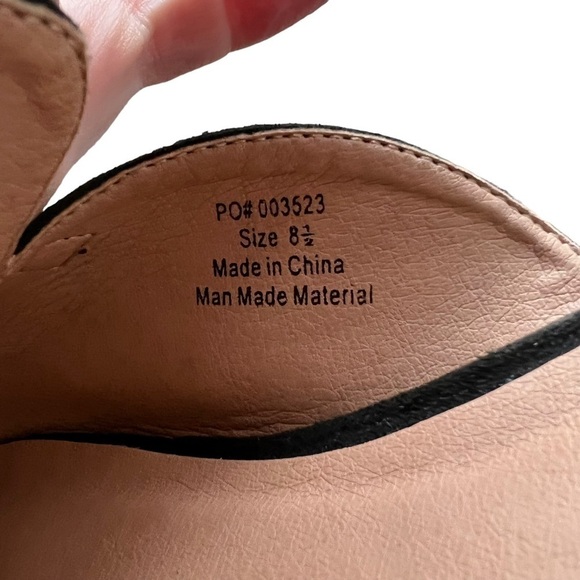 PO# 003523
Size 8½
Made in China
Man Made Material